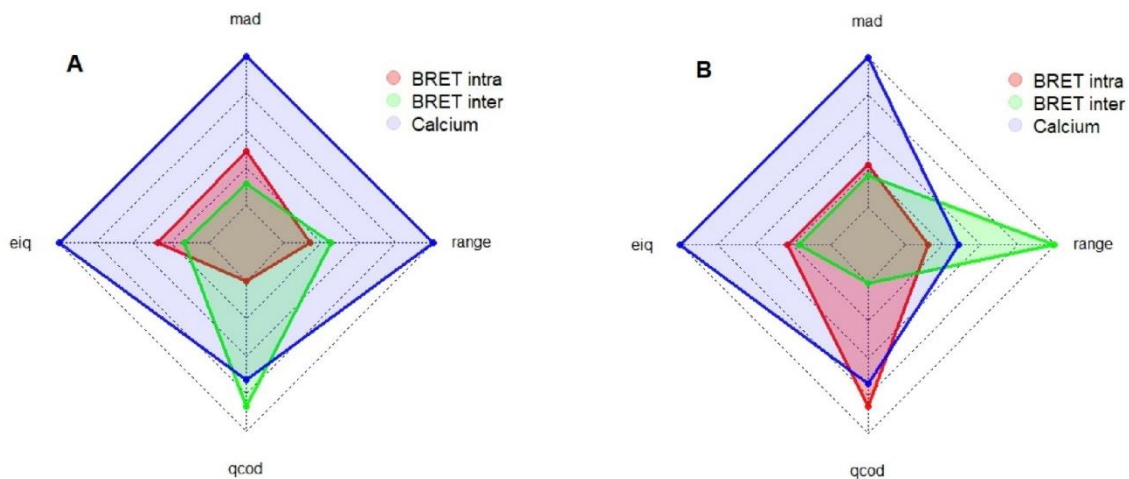 A
mad
BRET intra
BRET inter
Calcium
eiq
range
qcod
B
mad
BRET intra
BRET inter
Calcium
eiq
range
qcod